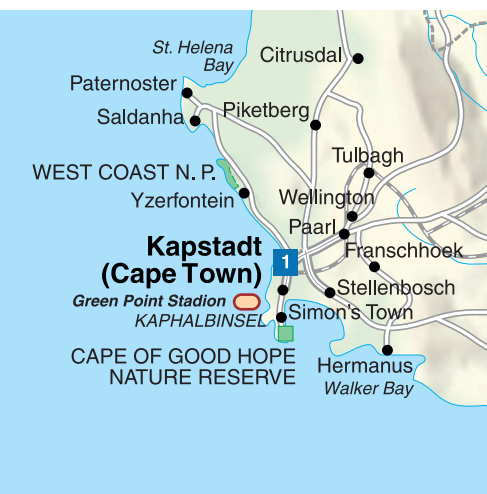 St. Helena
Bay
Citrusdal
Paternoster
Saldanha
Piketberg
Tulbagh
WEST COAST N. P.
Yzerfontein
Wellington
Paarl
Kapstadt
(Cape Town)
1
Franschhoek
Green Point Stadion
Stellenbosch
KAPHALBINSEL
Simon's Town
CAPE OF GOOD HOPE
NATURE RESERVE
Hermanus
Walker Bay